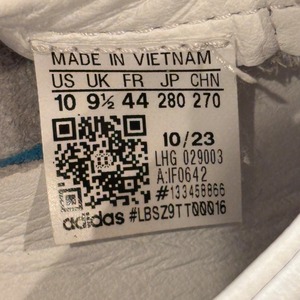 MADE IN VIETNAM
US UK FR JP CHN
10 9½ 44 280 270
10/23
LHG 029003
A:IF0642
#133458866
adidas #LBSZ9TT00016